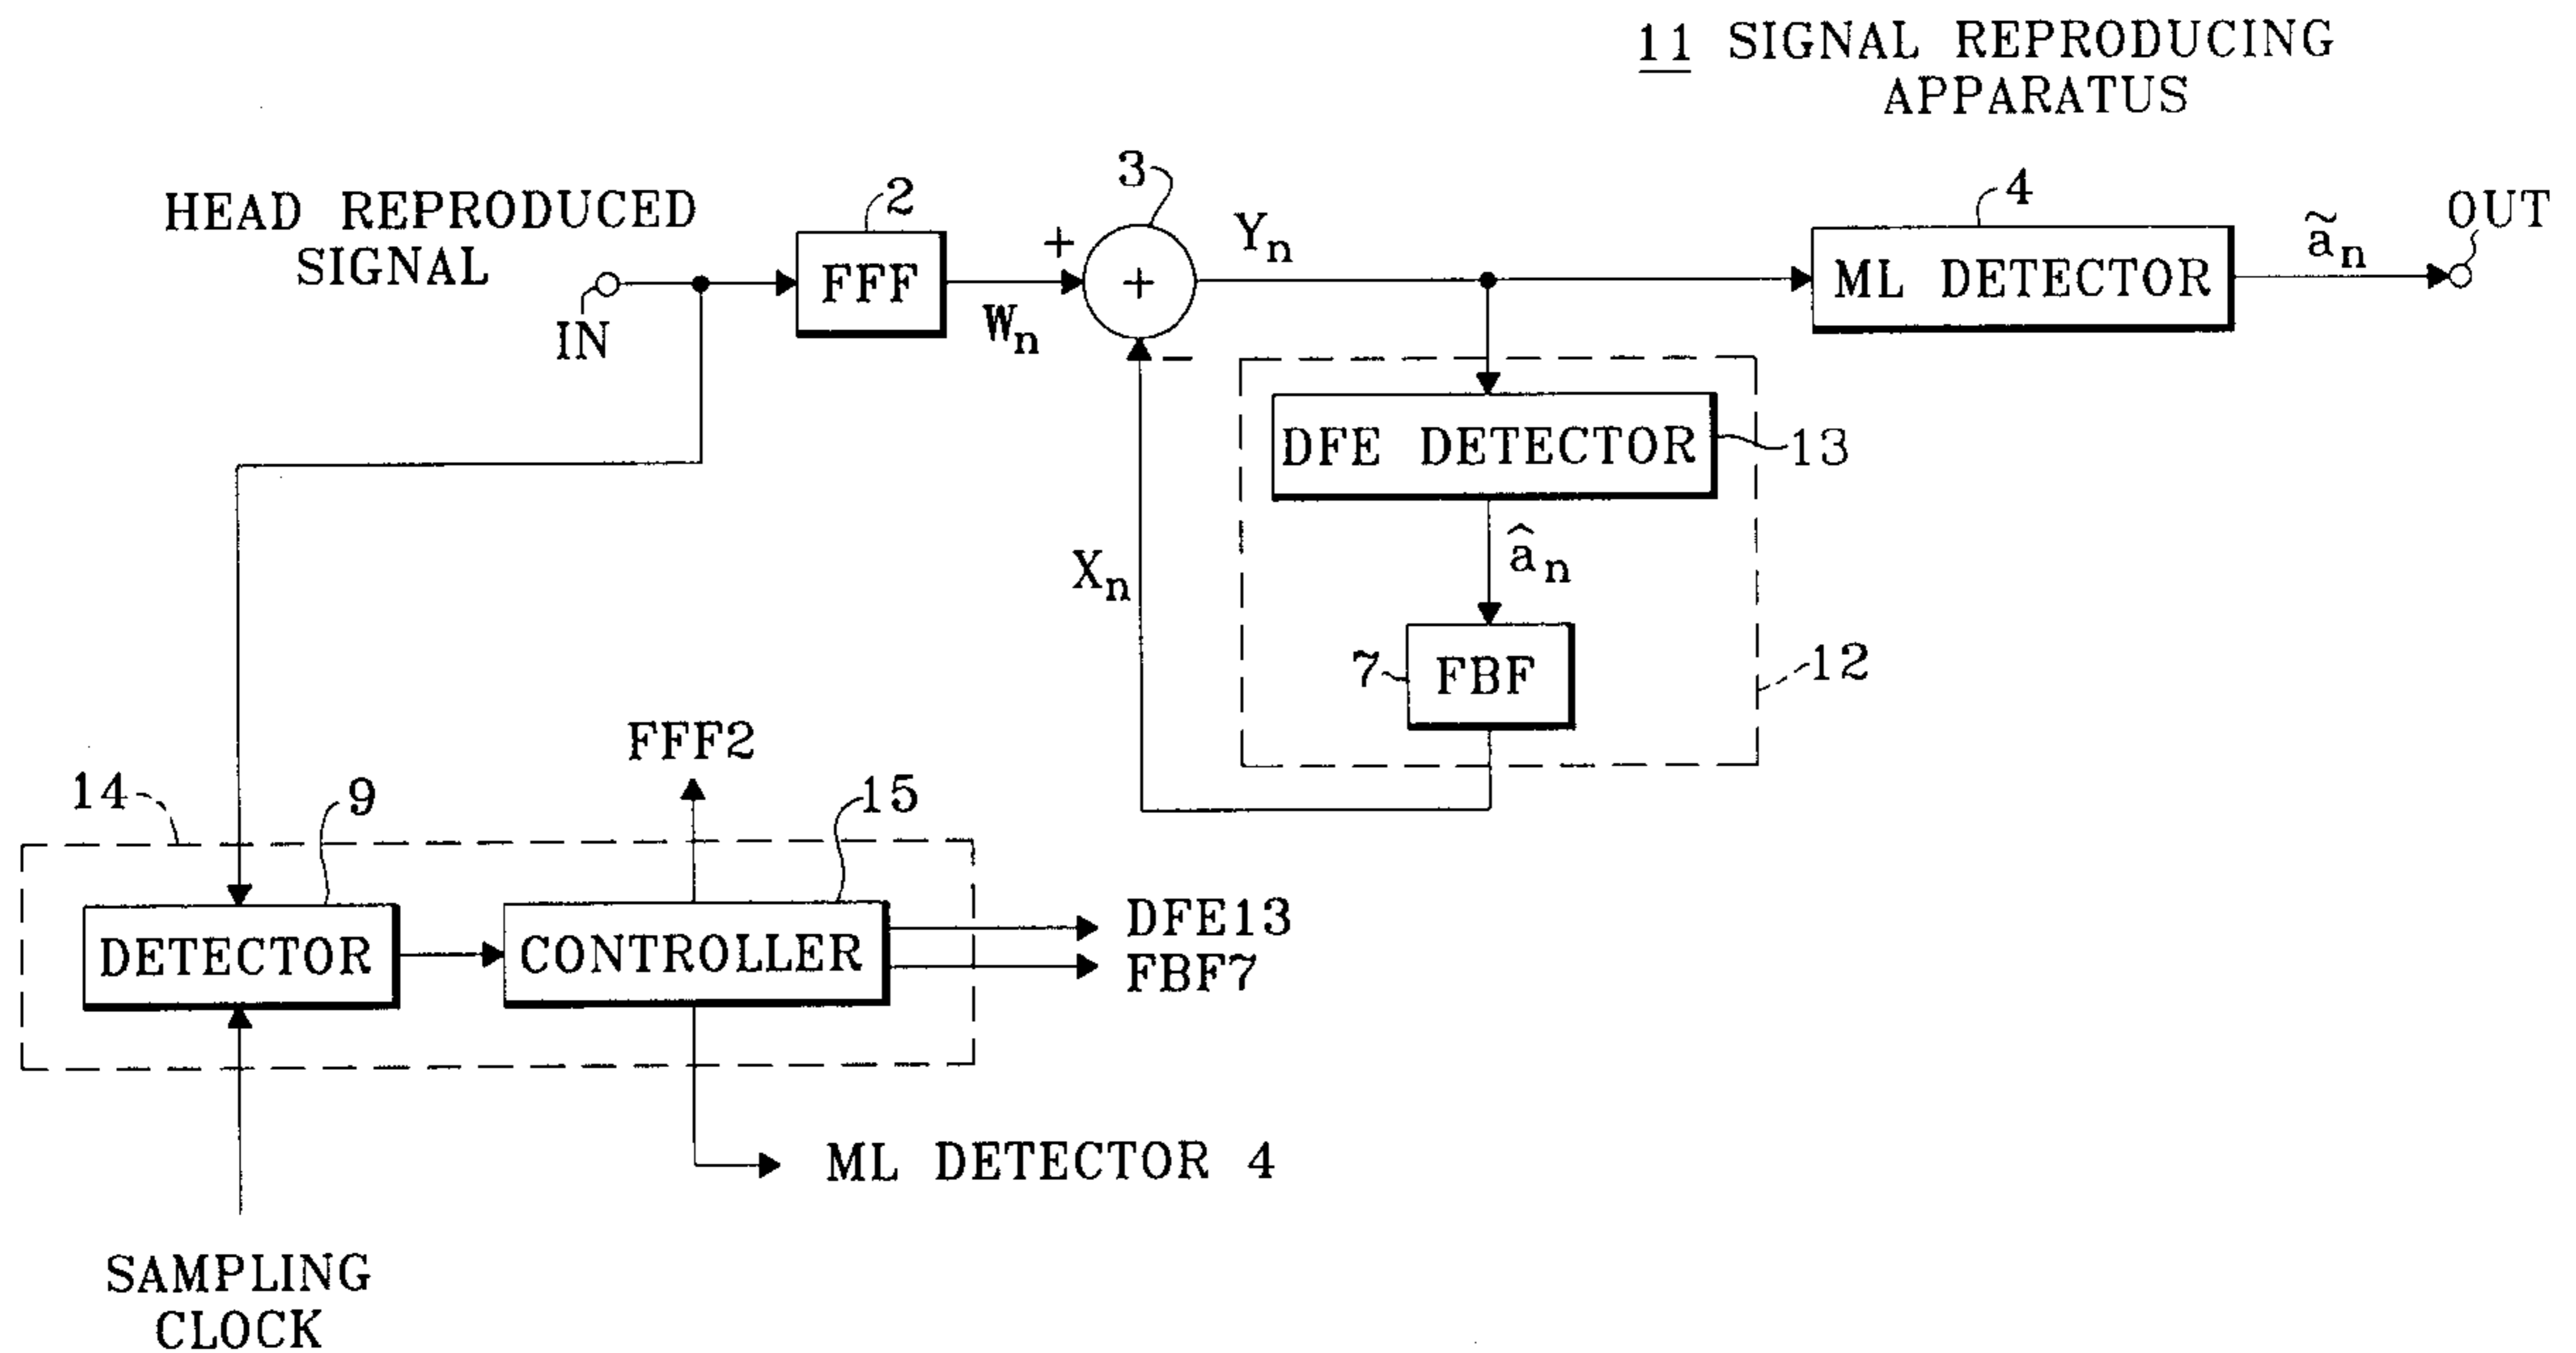 11 SIGNAL REPRODUCING
APPARATUS
HEAD REPRODUCED
SIGNAL
IN
2
FFF
Wn
3
+
+
−
Yn
4
ML DETECTOR
ãn
OUT
DFE DETECTOR
13
ân
Xn
7
FBF
12
FFF2
14
9
15
DETECTOR
CONTROLLER
DFE13
FBF7
ML DETECTOR 4
SAMPLING
CLOCK